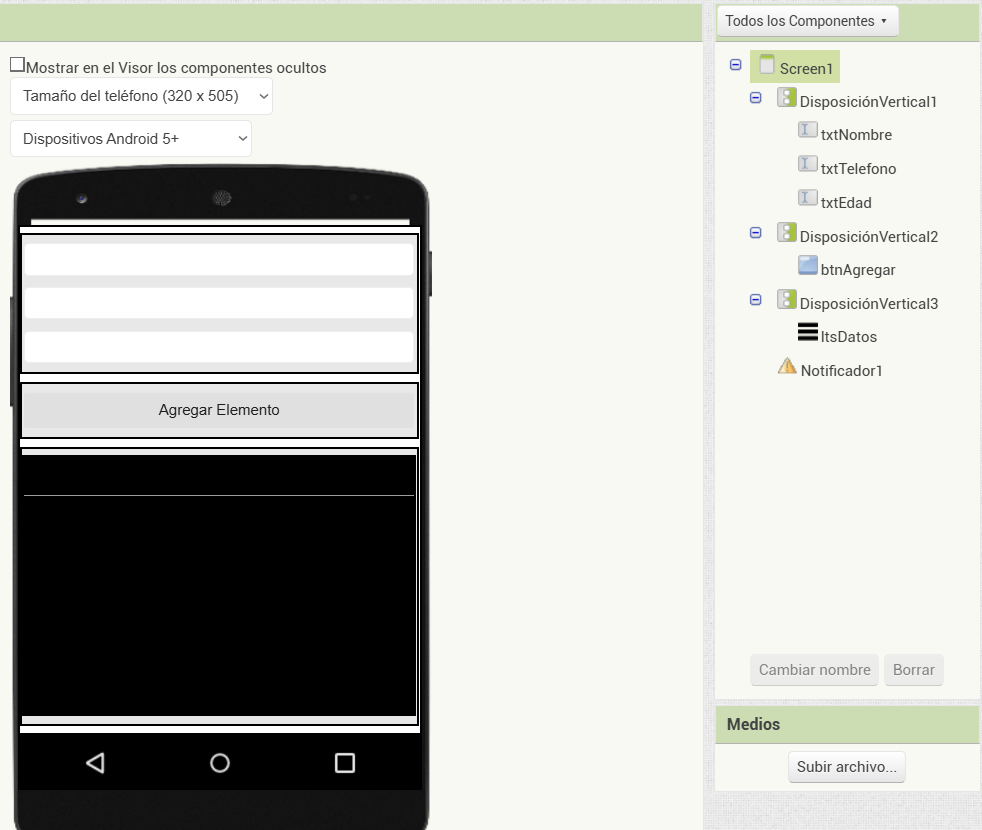 Todos los Componentes
Mostrar en el Visor los componentes ocultos
Tamaño del teléfono (320 x 505)
Dispositivos Android 5+
Agregar Elemento
Screen1
DisposiciónVertical1
txtNombre
txtTelefono
txtEdad
DisposiciónVertical2
btnAgregar
DisposiciónVertical3
ltsDatos
Notificador1
Cambiar nombre
Borrar
Medios
Subir archivo...